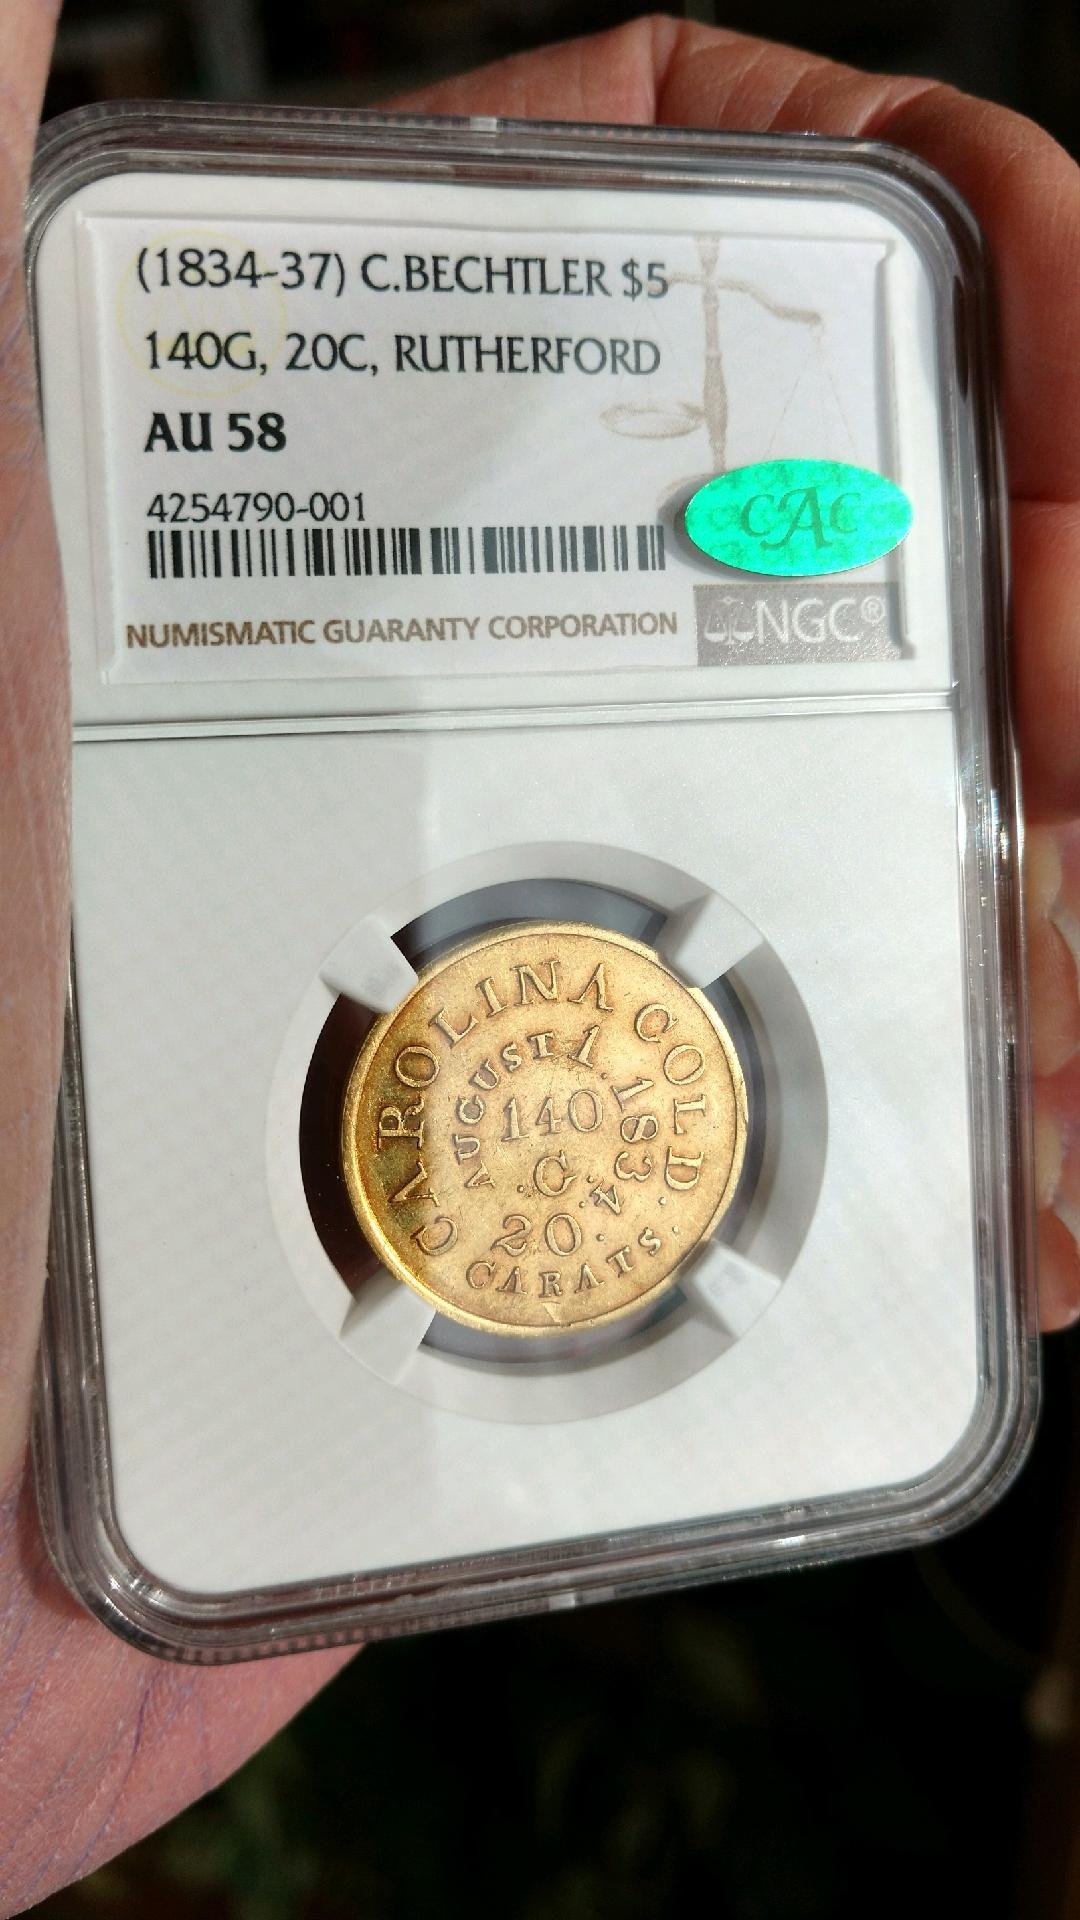 (1834-37) C.BECHTLER $5
140G, 20C, RUTHERFORD
AU 58
4254790-001
CAC
NUMISMATIC GUARANTY CORPORATION
NGC®
CAROLINA GOLD.
AUGUST 1. 1834.
140
.G.
20.
CARATS.